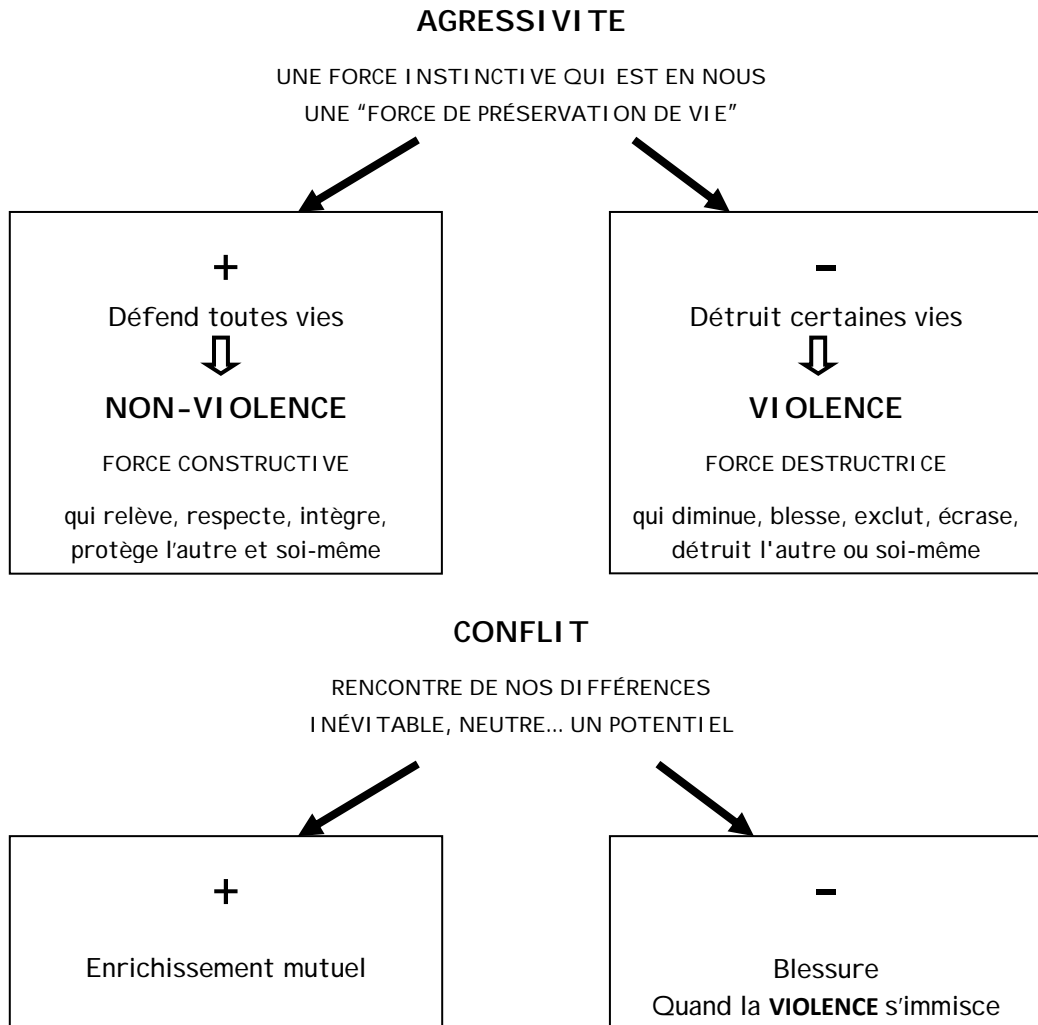 AGRESSIVITE
UNE FORCE INSTINCTIVE QUI EST EN NOUS
UNE “FORCE DE PRÉSERVATION DE VIE”
+
Défend toutes vies
NON-VIOLENCE
FORCE CONSTRUCTIVE
qui relève, respecte, intègre,
protège l’autre et soi-même
–
Détruit certaines vies
VIOLENCE
FORCE DESTRUCTRICE
qui diminue, blesse, exclut, écrase,
détruit l'autre ou soi-même
CONFLIT
RENCONTRE DE NOS DIFFÉRENCES
INÉVITABLE, NEUTRE… UN POTENTIEL
+
Enrichissement mutuel
–
Blessure
Quand la VIOLENCE s’immisce